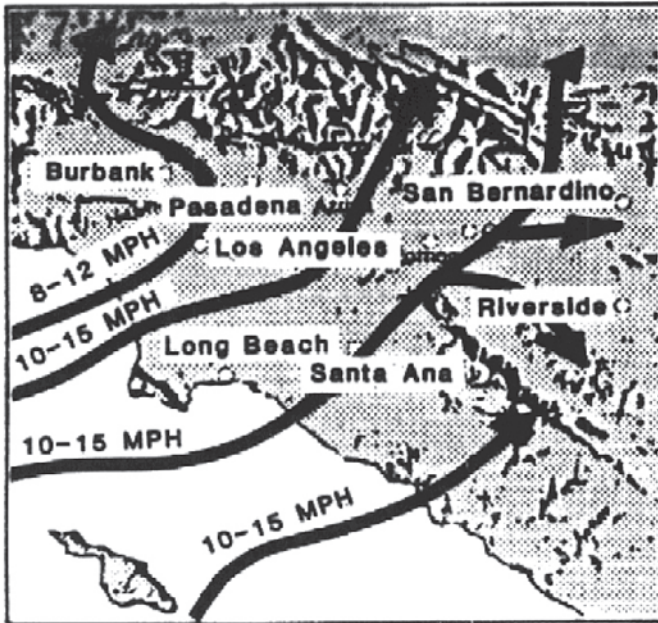 Burbank
Pasadena
San Bernardino
Los Angeles
8-12 MPH
10-15 MPH
Riverside
Long Beach
Santa Ana
10-15 MPH
10-15 MPH